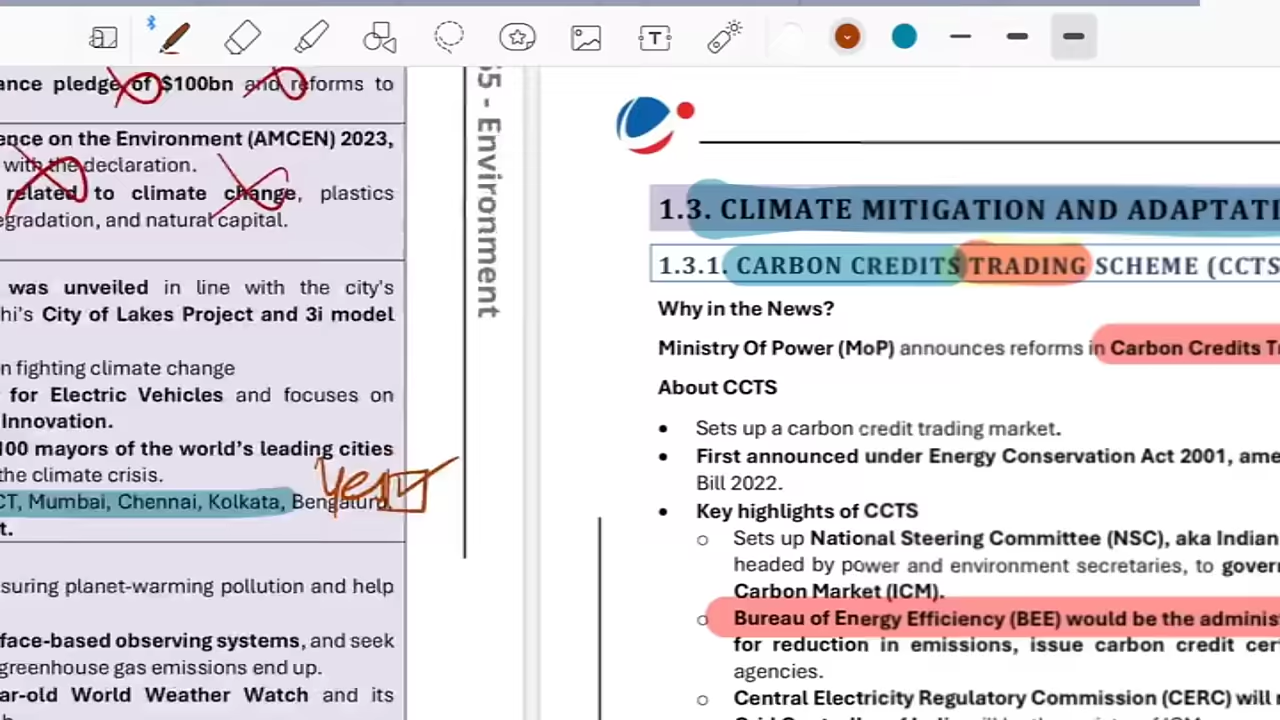 ance pledge of $100bn and reforms to
ence on the Environment (AMCEN) 2023,
with the declaration.
related to climate change, plastics
egradation, and natural capital.
was unveiled in line with the city's
hi's City of Lakes Project and 3i model
n fighting climate change
for Electric Vehicles and focuses on
Innovation.
100 mayors of the world's leading cities
the climate crisis.
CT, Mumbai, Chennai, Kolkata, Bengaluru,
Yes
t.
suring planet-warming pollution and help
face-based observing systems, and seek
greenhouse gas emissions end up.
ar-old World Weather Watch and its
65 - Environment
1.3. CLIMATE MITIGATION AND ADAPTATI
1.3.1. CARBON CREDITS TRADING SCHEME (CCTS
Why in the News?
Ministry Of Power (MoP) announces reforms in Carbon Credits T
About CCTS
• Sets up a carbon credit trading market.
• First announced under Energy Conservation Act 2001, ame
Bill 2022.
• Key highlights of CCTS
o Sets up National Steering Committee (NSC), aka Indian
headed by power and environment secretaries, to gover
Carbon Market (ICM).
o Bureau of Energy Efficiency (BEE) would be the adminis
for reduction in emissions, issue carbon credit cer
agencies.
o Central Electricity Regulatory Commission (CERC) will